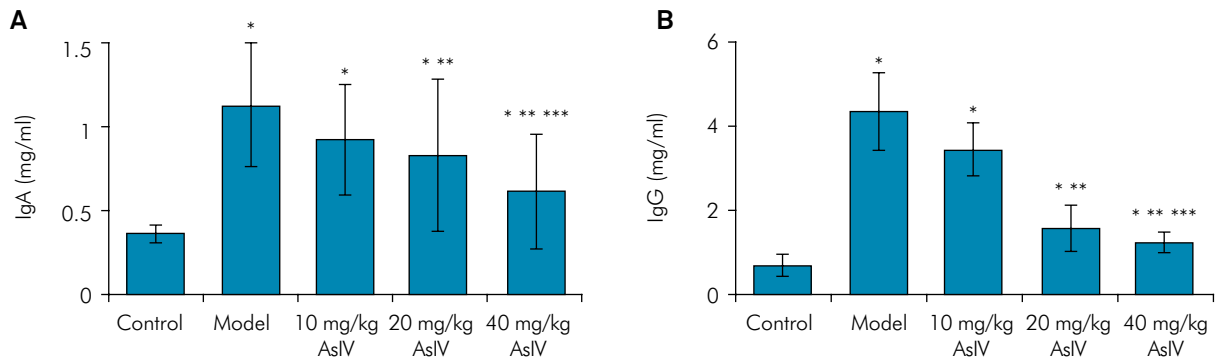 A
IgA (mg/ml)
1.5
1
0.5
0
*
*
* **
* ** ***
Control
Model
10 mg/kg
AsIV
20 mg/kg
AsIV
40 mg/kg
AsIV
B
IgG (mg/ml)
6
4
2
0
*
*
* **
* ** ***
Control
Model
10 mg/kg
AsIV
20 mg/kg
AsIV
40 mg/kg
AsIV